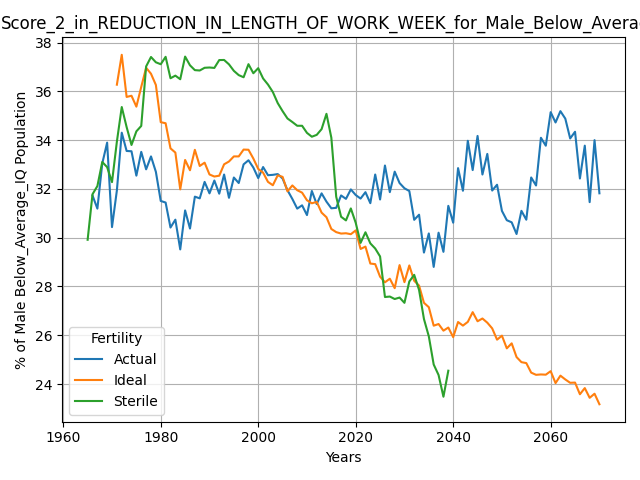 Score_2_in_REDUCTION_IN_LENGTH_OF_WORK_WEEK_for_Male_Below_Avera
% of Male Below_Average_IQ Population
38
36
34
32
30
28
26
24
Fertility
Actual
Ideal
Sterile
1960
1980
2000
2020
2040
2060
Years